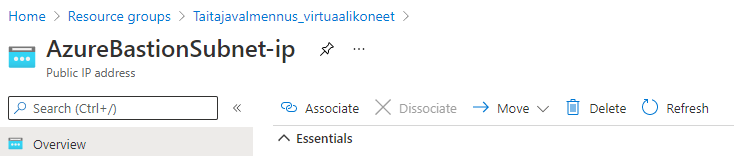 Home > Resource groups > Taitajavalmennus_virtuaalikoneet >
AzureBastionSubnet-ip
Public IP address
Search (Ctrl+/)
Associate Dissociate Move Delete Refresh
Overview
Essentials